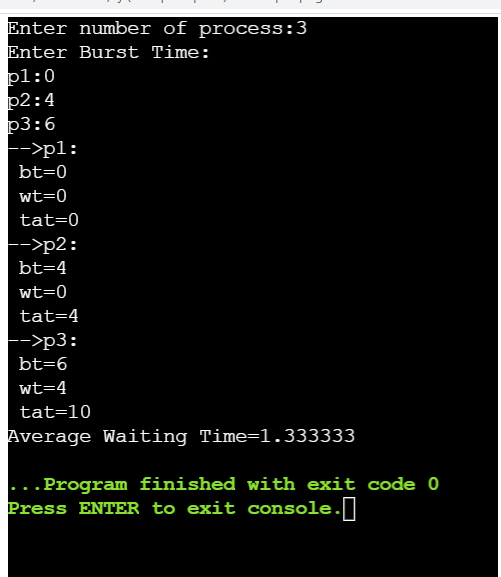 Enter number of process:3
Enter Burst Time:
p1:0
p2:4
p3:6
-->p1:
bt=0
wt=0
tat=0
-->p2:
bt=4
wt=0
tat=4
-->p3:
bt=6
wt=4
tat=10
Average Waiting Time=1.333333
...Program finished with exit code 0
Press ENTER to exit console.